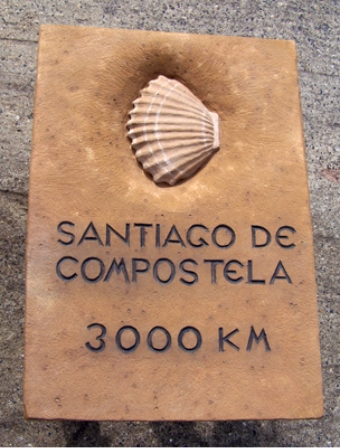 SANTIAGO DE
COMPOSTELA
3000 KM